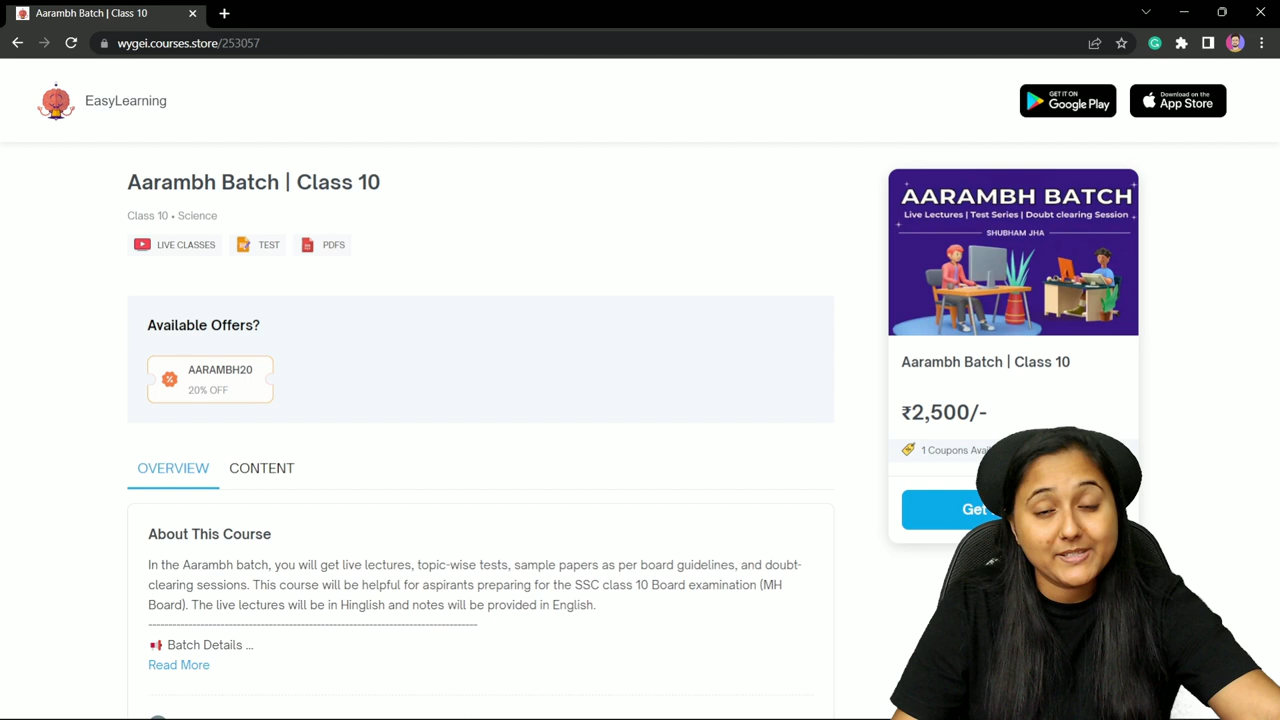 Aarambh Batch | Class 10
wygei.courses.store/253057
EasyLearning
GET IT ON
Google Play
Download on the
App Store
Aarambh Batch | Class 10
Class 10 • Science
LIVE CLASSES
TEST
PDFS
Available Offers?
AARAMBH20
20% OFF
OVERVIEW
CONTENT
About This Course
In the Aarambh batch, you will get live lectures, topic-wise tests, sample papers as per board guidelines, and doubt-
clearing sessions. This course will be helpful for aspirants preparing for the SSC class 10 Board examination (MH
Board). The live lectures will be in Hinglish and notes will be provided in English.
--------------------------------------------------------------------------------
Batch Details ...
Read More
AARAMBH BATCH
Live Lectures | Test Series | Doubt clearing Session
SHUBHAM JHA
Aarambh Batch | Class 10
₹2,500/-
1 Coupons
Get